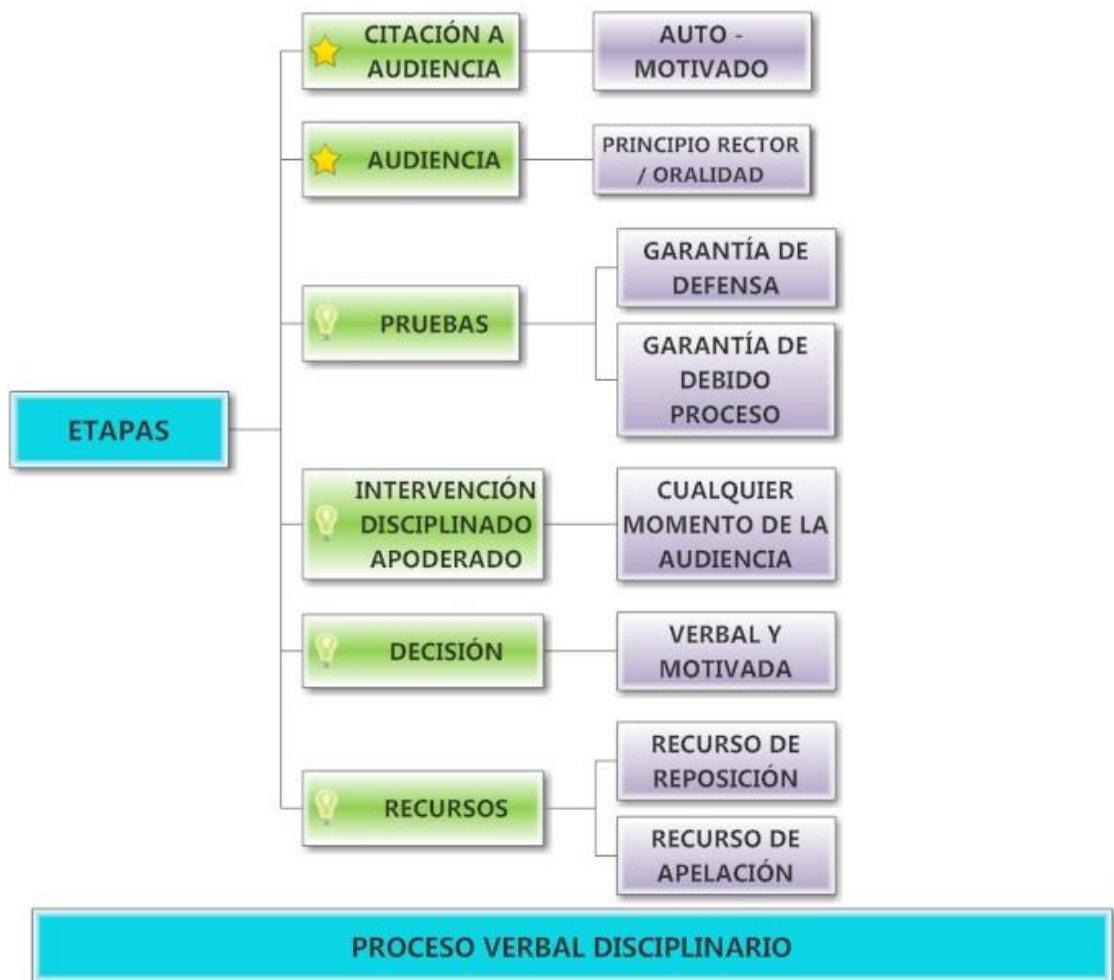 CITACIÓN A
AUDIENCIA
AUTO -
MOTIVADO
AUDIENCIA
PRINCIPIO RECTOR
/ ORALIDAD
PRUEBAS
GARANTÍA DE
DEFENSA
GARANTÍA DE
DEBIDO
PROCESO
ETAPAS
INTERVENCIÓN
DISCIPLINADO
APODERADO
CUALQUIER
MOMENTO DE LA
AUDIENCIA
DECISIÓN
VERBAL Y
MOTIVADA
RECURSOS
RECURSO DE
REPOSICIÓN
RECURSO DE
APELACIÓN
PROCESO VERBAL DISCIPLINARIO